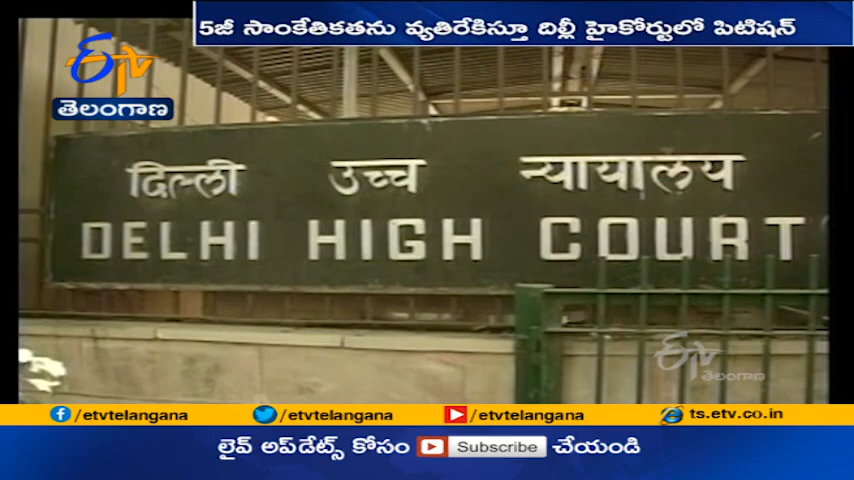 5జీ సాంకేతికతను వ్యతిరేకిస్తూ దిల్లీ హైకోర్టులో పిటిషన్
ETV
తెలంగాణ
दिल्ली उच्च न्यायालय
DELHI HIGH COURT
ETV
తెలంగాణ
/etvtelangana /etvtelangana /etvtelangana ts.etv.co.in
లైవ్ అప్‌డేట్స్ కోసం Subscribe చేయండి